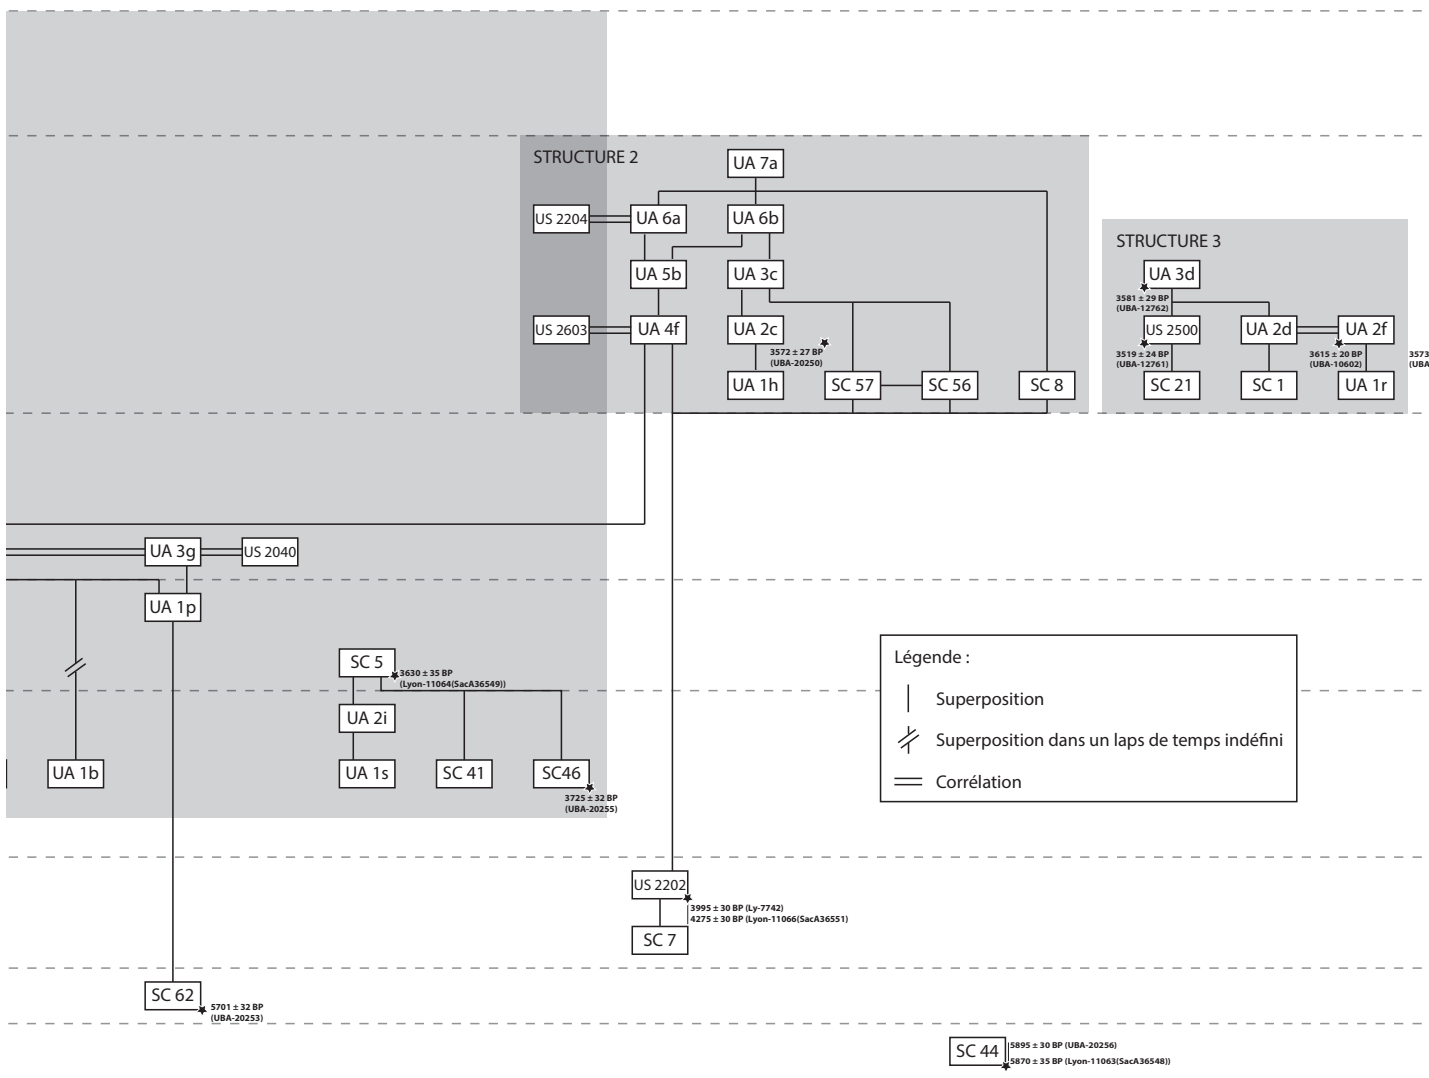 STRUCTURE 2
UA 7a
US 2204
UA 6a
UA 6b
UA 5b
UA 3c
US 2603
UA 4f
UA 2c
3572 ± 27 BP
(UBA-20250)
UA 1h
SC 57
SC 56
SC 8
STRUCTURE 3
UA 3d
3581 ± 29 BP
(UBA-12762)
US 2500
UA 2d
UA 2f
3519 ± 24 BP
(UBA-12761)
3615 ± 20 BP
(UBA-10602)
3573
(UBA
SC 21
SC 1
UA 1r
UA 3g
US 2040
UA 1p
SC 5
3630 ± 35 BP
(Lyon-11064(SacA36549))
UA 2i
UA 1b
UA 1s
SC 41
SC46
3725 ± 32 BP
(UBA-20255)
Légende :
Superposition
Superposition dans un laps de temps indéfini
Corrélation
US 2202
3995 ± 30 BP (Ly-7742)
4275 ± 30 BP (Lyon-11066(SacA36551)
SC 7
SC 62
5701 ± 32 BP
(UBA-20253)
SC 44
5895 ± 30 BP (UBA-20256)
5870 ± 35 BP (Lyon-11063(SacA36548))